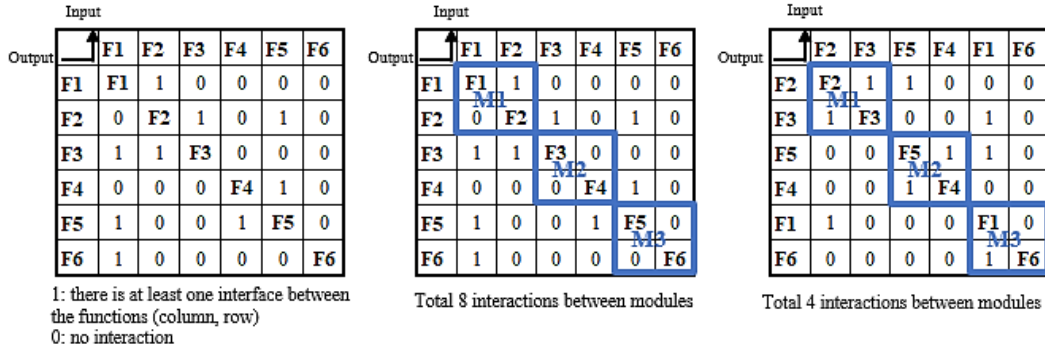 Input
Output F1 F2 F3 F4 F5 F6
F1 F1 1 0 0 0 0
F2 0 F2 1 0 1 0
F3 1 1 F3 0 0 0
F4 0 0 0 F4 1 0
F5 1 0 0 1 F5 0
F6 1 0 0 0 0 F6
1: there is at least one interface between
the functions (column, row)
0: no interaction
Input
Output F1 F2 F3 F4 F5 F6
F1 F1 1 0 0 0 0
M1
F2 0 F2 1 0 1 0
F3 1 1 F3 0 0 0
M2
F4 0 0 0 F4 1 0
F5 1 0 0 1 F5 0
M3
F6 1 0 0 0 0 F6
Total 8 interactions between modules
Input
Output F2 F3 F5 F4 F1 F6
F2 F2 1 1 0 0 0
M1
F3 1 F3 0 0 1 0
F5 0 0 F5 1 1 0
M2
F4 0 0 1 F4 0 0
F1 1 0 0 0 F1 0
M3
F6 0 0 0 0 1 F6
Total 4 interactions between modules